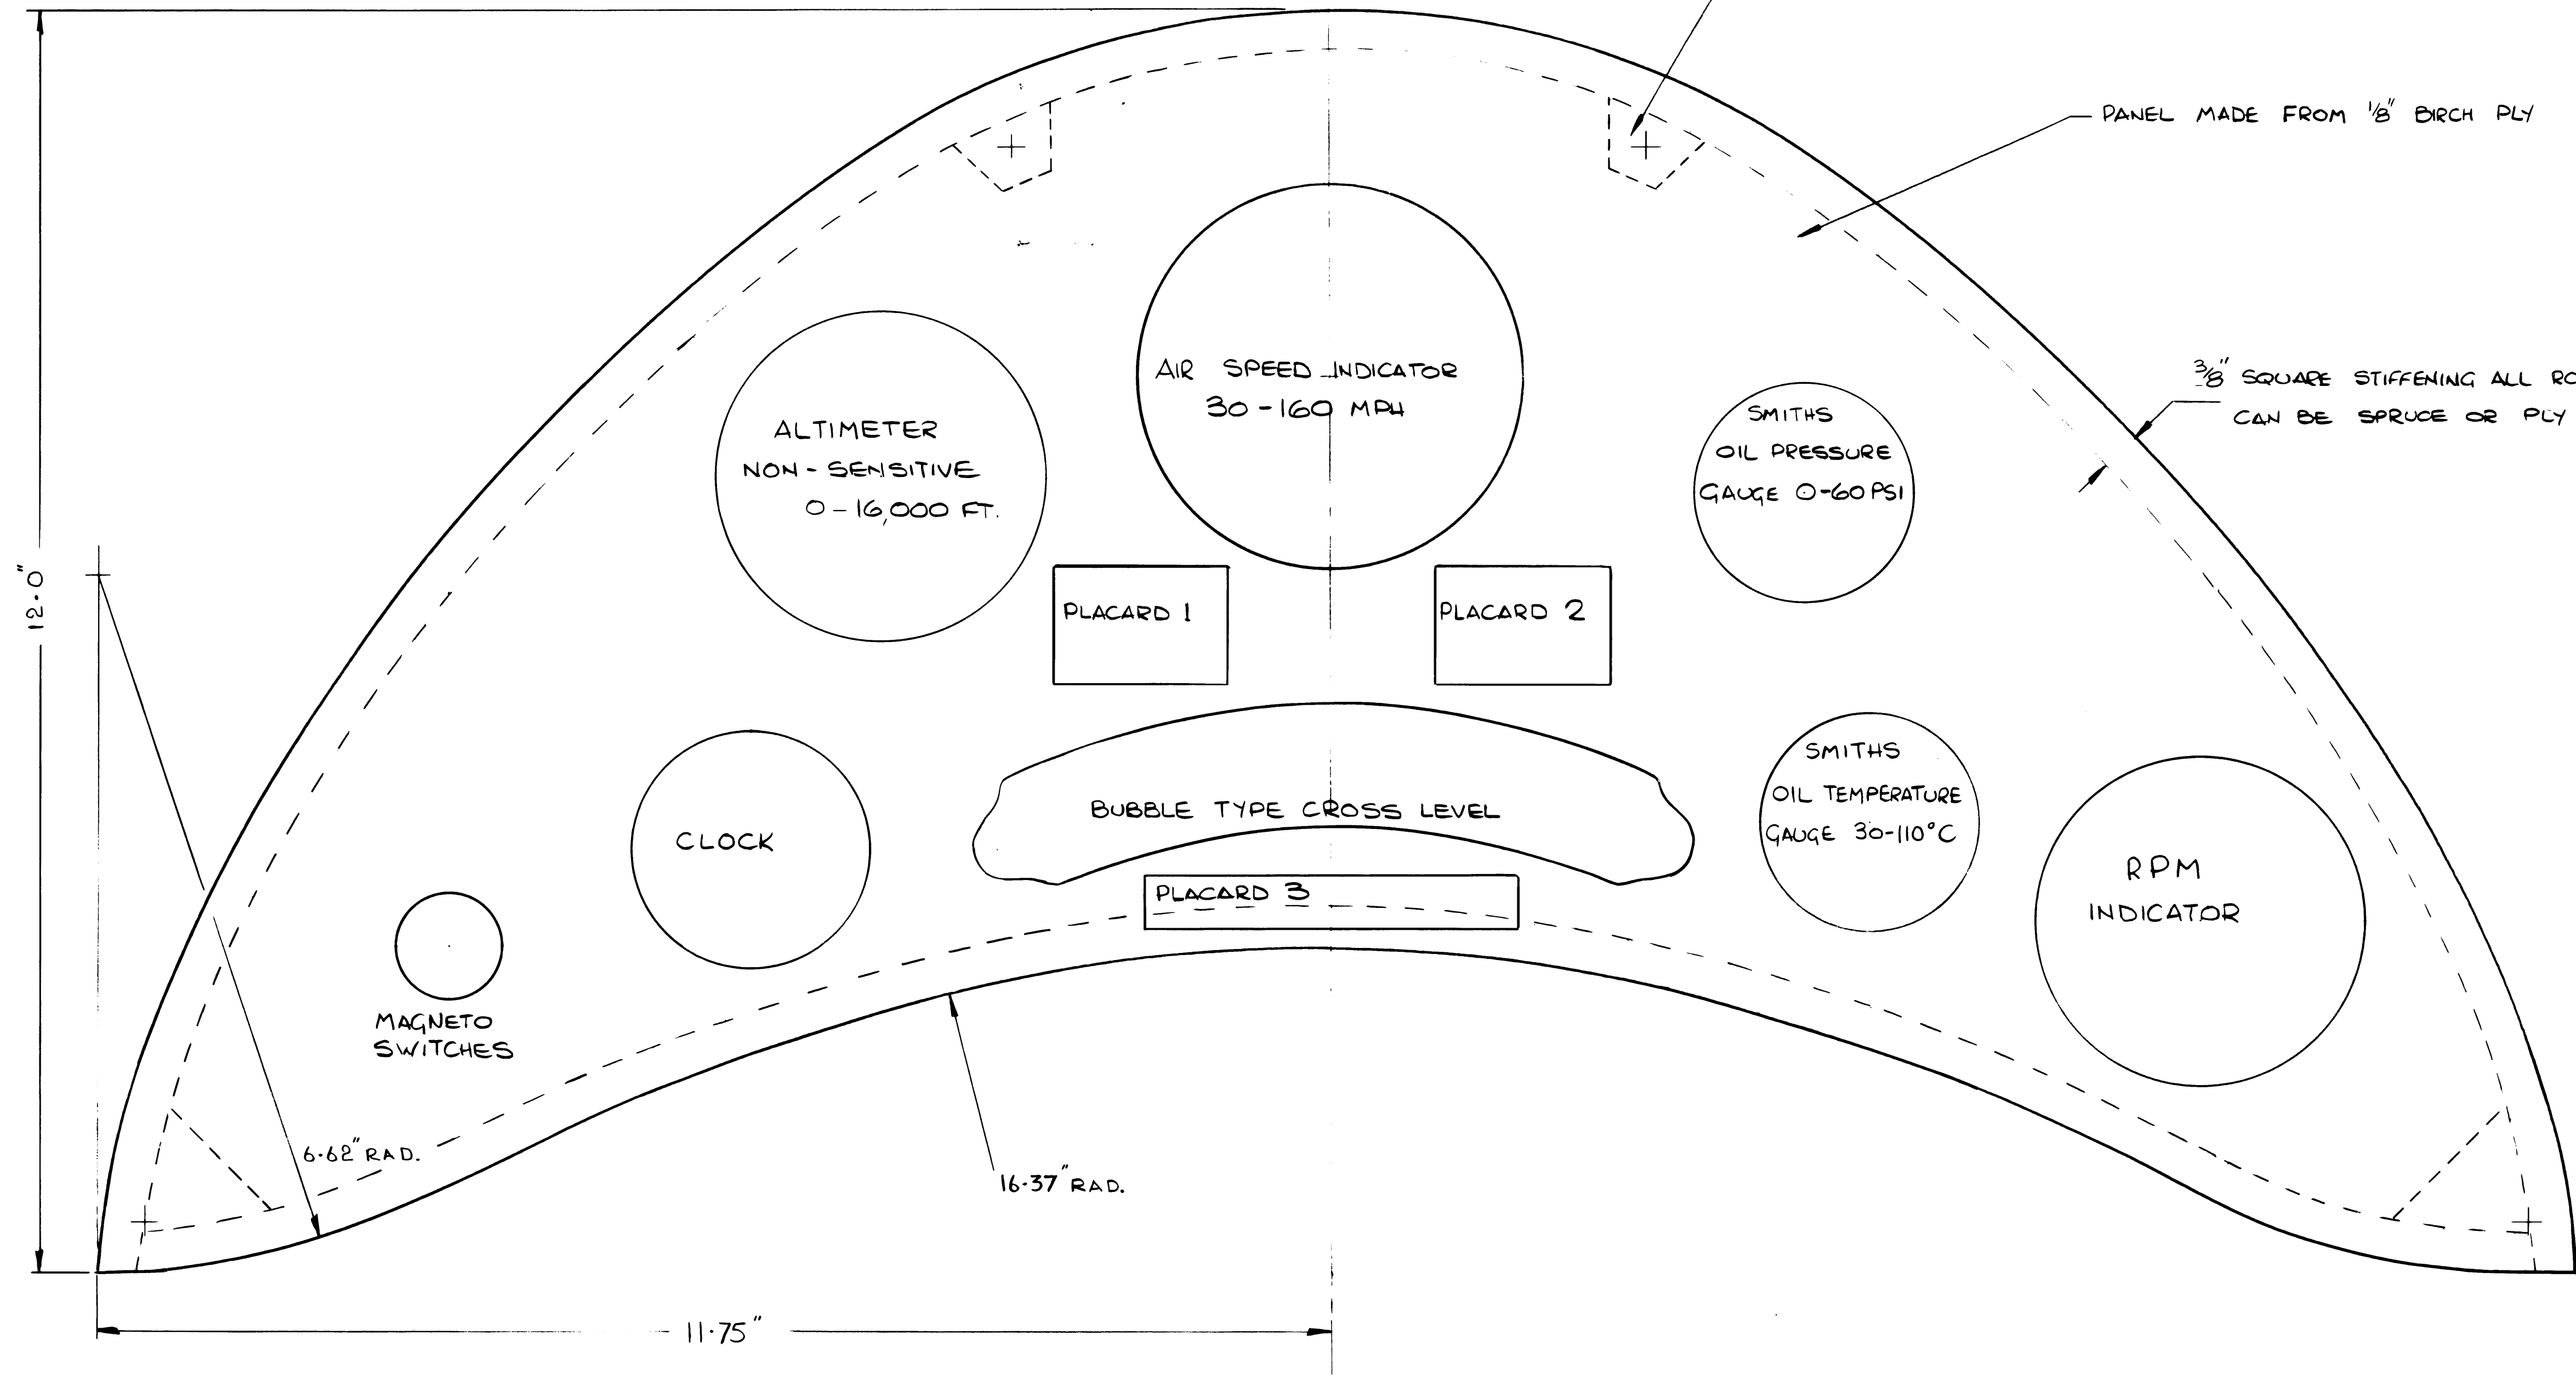 PANEL MADE FROM 1/8" BIRCH PLY
AIR SPEED INDICATOR
30-160 MPH
3/8" SQUARE STIFFENING ALL
CAN BE SPRUCE OR PLY
ALTIMETER
NON-SENSITIVE
0-16,000 FT.
SMITHS
OIL PRESSURE
GAUGE 0-60 PSI
12.0"
PLACARD 1
PLACARD 2
SMITHS
OIL TEMPERATURE
GAUGE 30-110°C
BUBBLE TYPE CROSS LEVEL
CLOCK
RPM
INDICATOR
PLACARD 3
MAGNETO
SWITCHES
6.62" RAD.
16.37" RAD.
11.75"